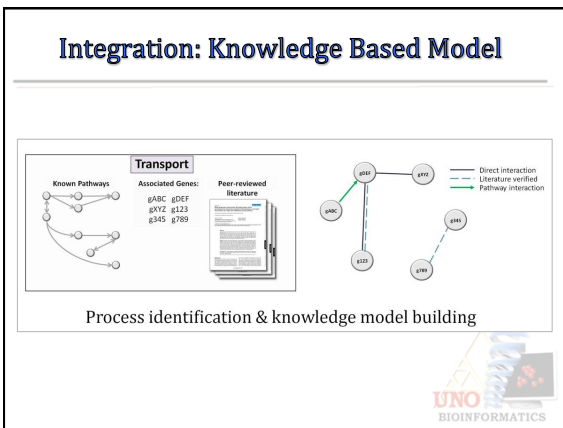 Integration: Knowledge Based Model
Transport
Known Pathways
Associated Genes:
gABC gDEF
gXYZ g123
g345 g789
Peer-reviewed
literature
gDEF
gXYZ
gABC
g123
g345
g789
Direct interaction
Literature verified
Pathway interaction
Process identification & knowledge model building
UNO
BIOINFORMATICS